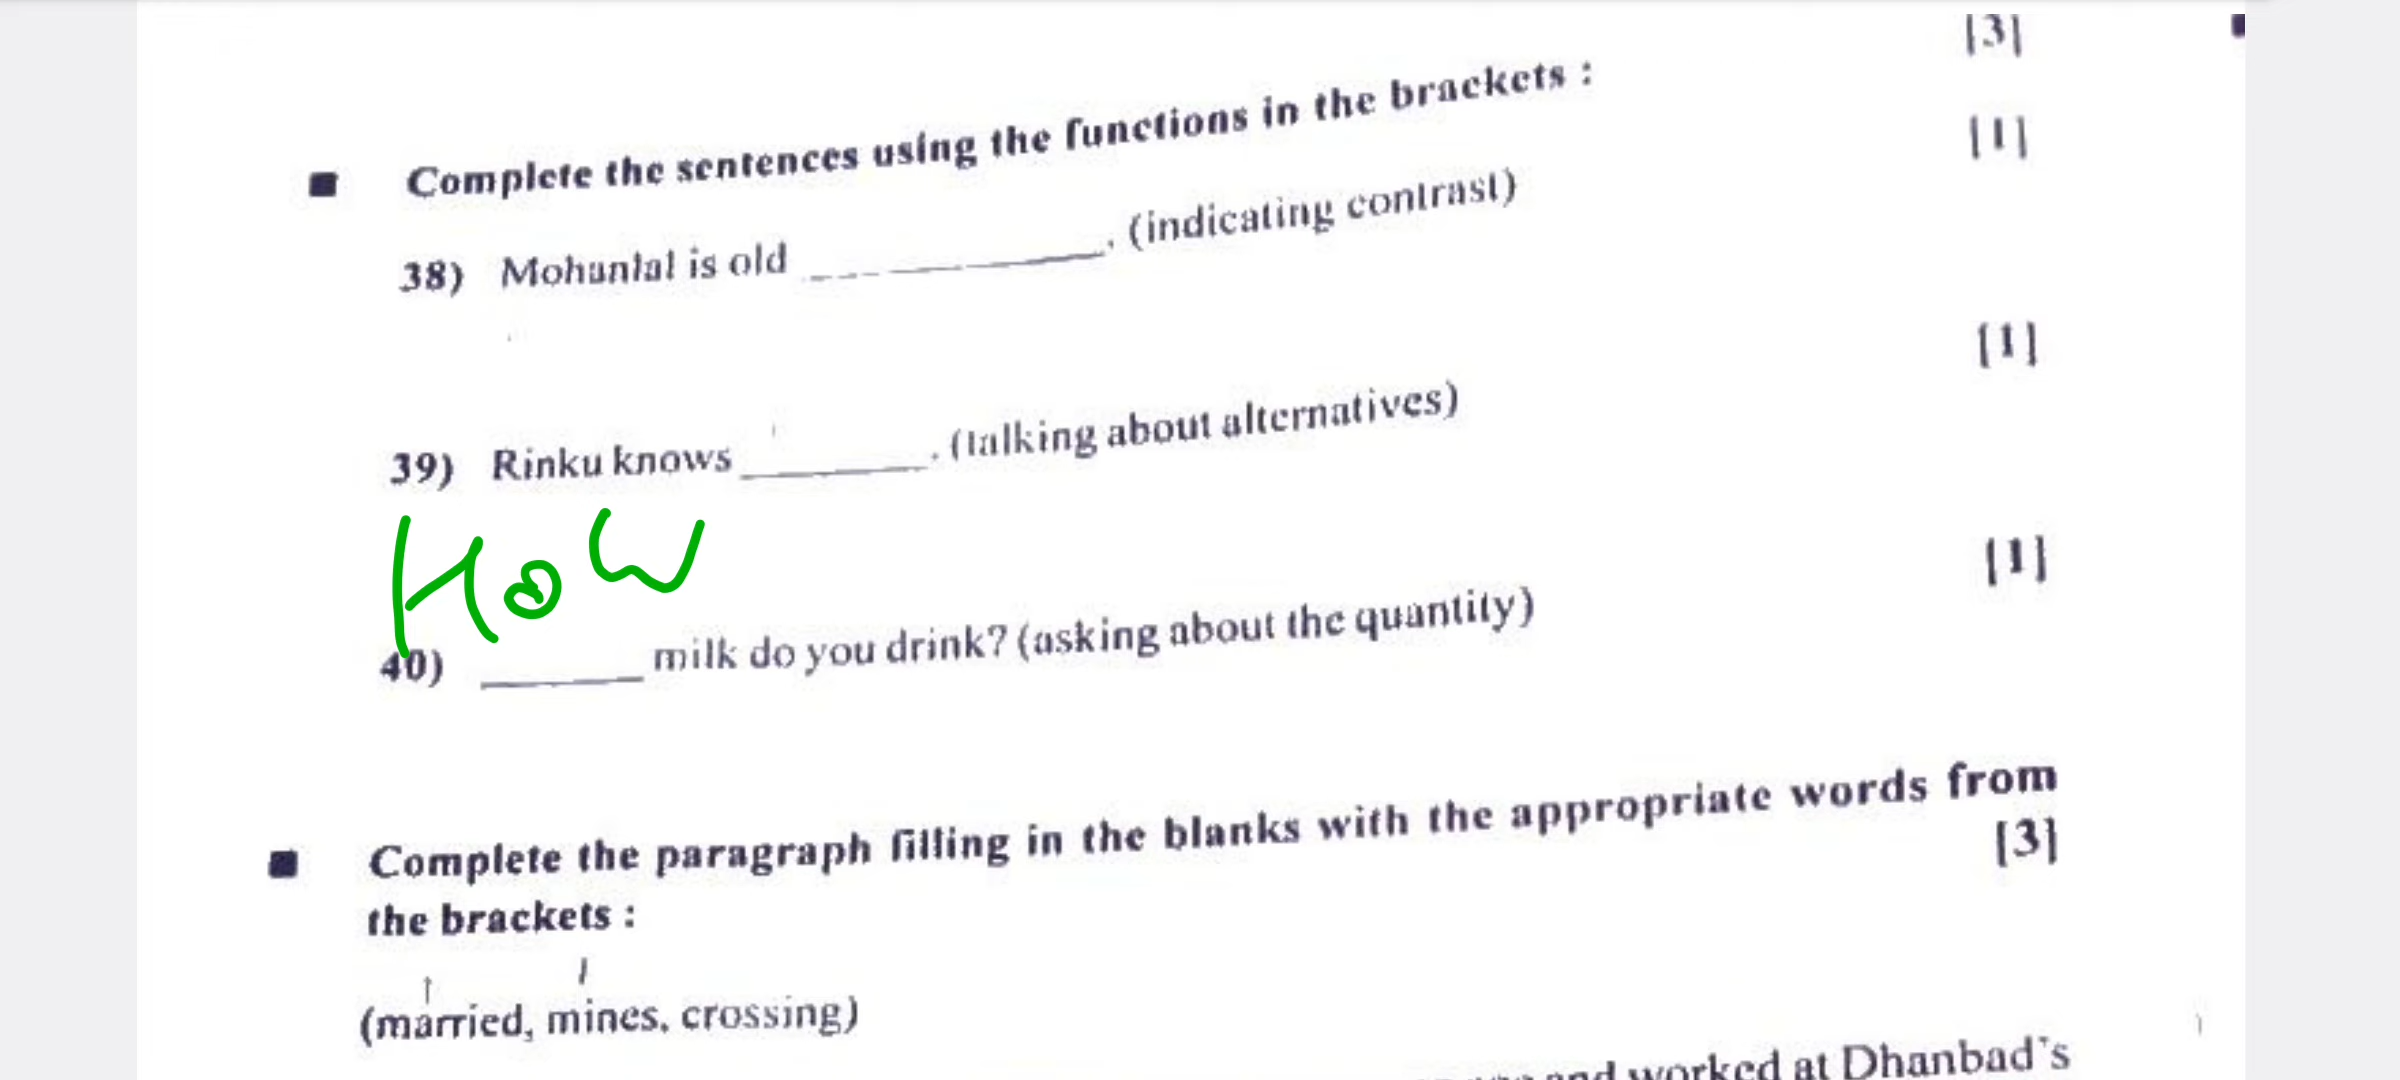 [3]
Complete the sentences using the functions in the brackets :
[1]
38) Mohanlal is old ____________. (indicating contrast)
[1]
39) Rinku knows ________. (talking about alternatives)
How
[1]
40) _______ milk do you drink? (asking about the quantity)
Complete the paragraph filling in the blanks with the appropriate words from
[3]
the brackets :
(married, mines, crossing)
and worked at Dhanbad's